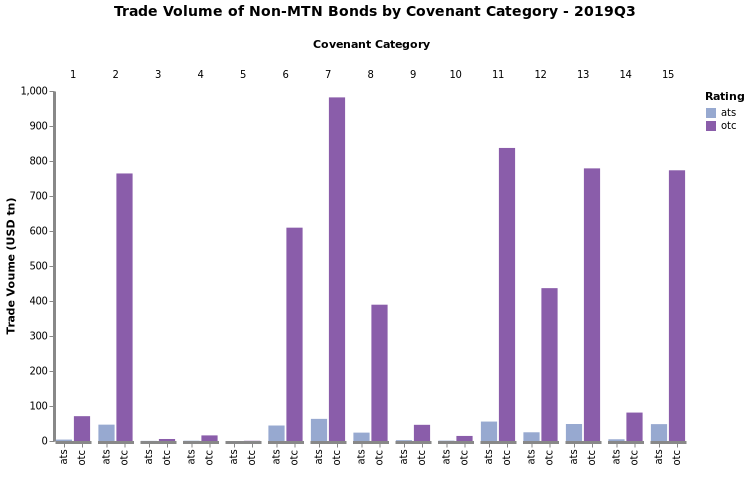 Trade Volume of Non-MTN Bonds by Covenant Category - 2019Q3
Covenant Category
1 2 3 4 5 6 7 8 9 10 11 12 13 14 15
Trade Voume (USD tn)
1,000
900
800
700
600
500
400
300
200
100
0
ats otc ats otc ats otc ats otc ats otc ats otc ats otc ats otc ats otc ats otc ats otc ats otc ats otc ats otc ats otc
Rating
ats
otc